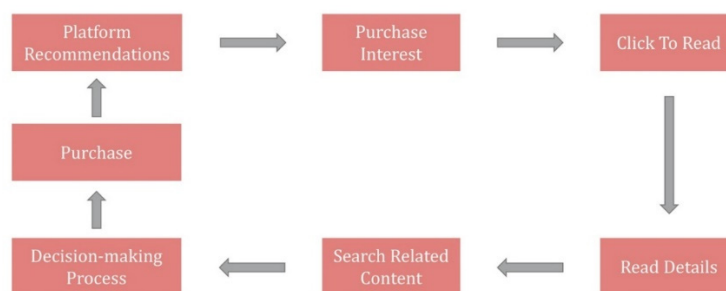 Platform
Recommendations
Purchase
Interest
Click To Read
Purchase
Decision-making
Process
Search Related
Content
Read Details